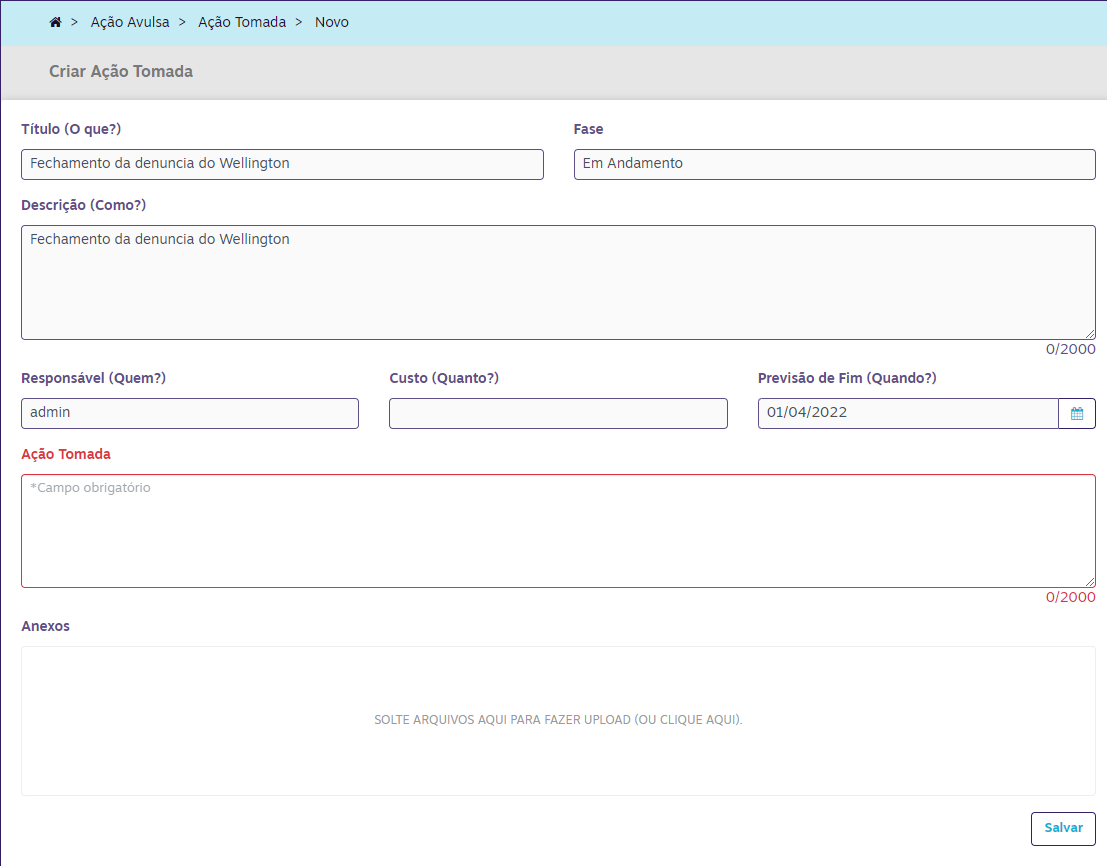 > Ação Avulsa > Ação Tomada > Novo
Criar Ação Tomada
Título (O que?) Fase
Fechamento da denuncia do Wellington Em Andamento
Descrição (Como?)
Fechamento da denuncia do Wellington
0/2000
Responsável (Quem?) Custo (Quanto?) Previsão de Fim (Quando?)
admin 01/04/2022
Ação Tomada
*Campo obrigatório
0/2000
Anexos
SOLTE ARQUIVOS AQUI PARA FAZER UPLOAD (OU CLIQUE AQUI).
Salvar